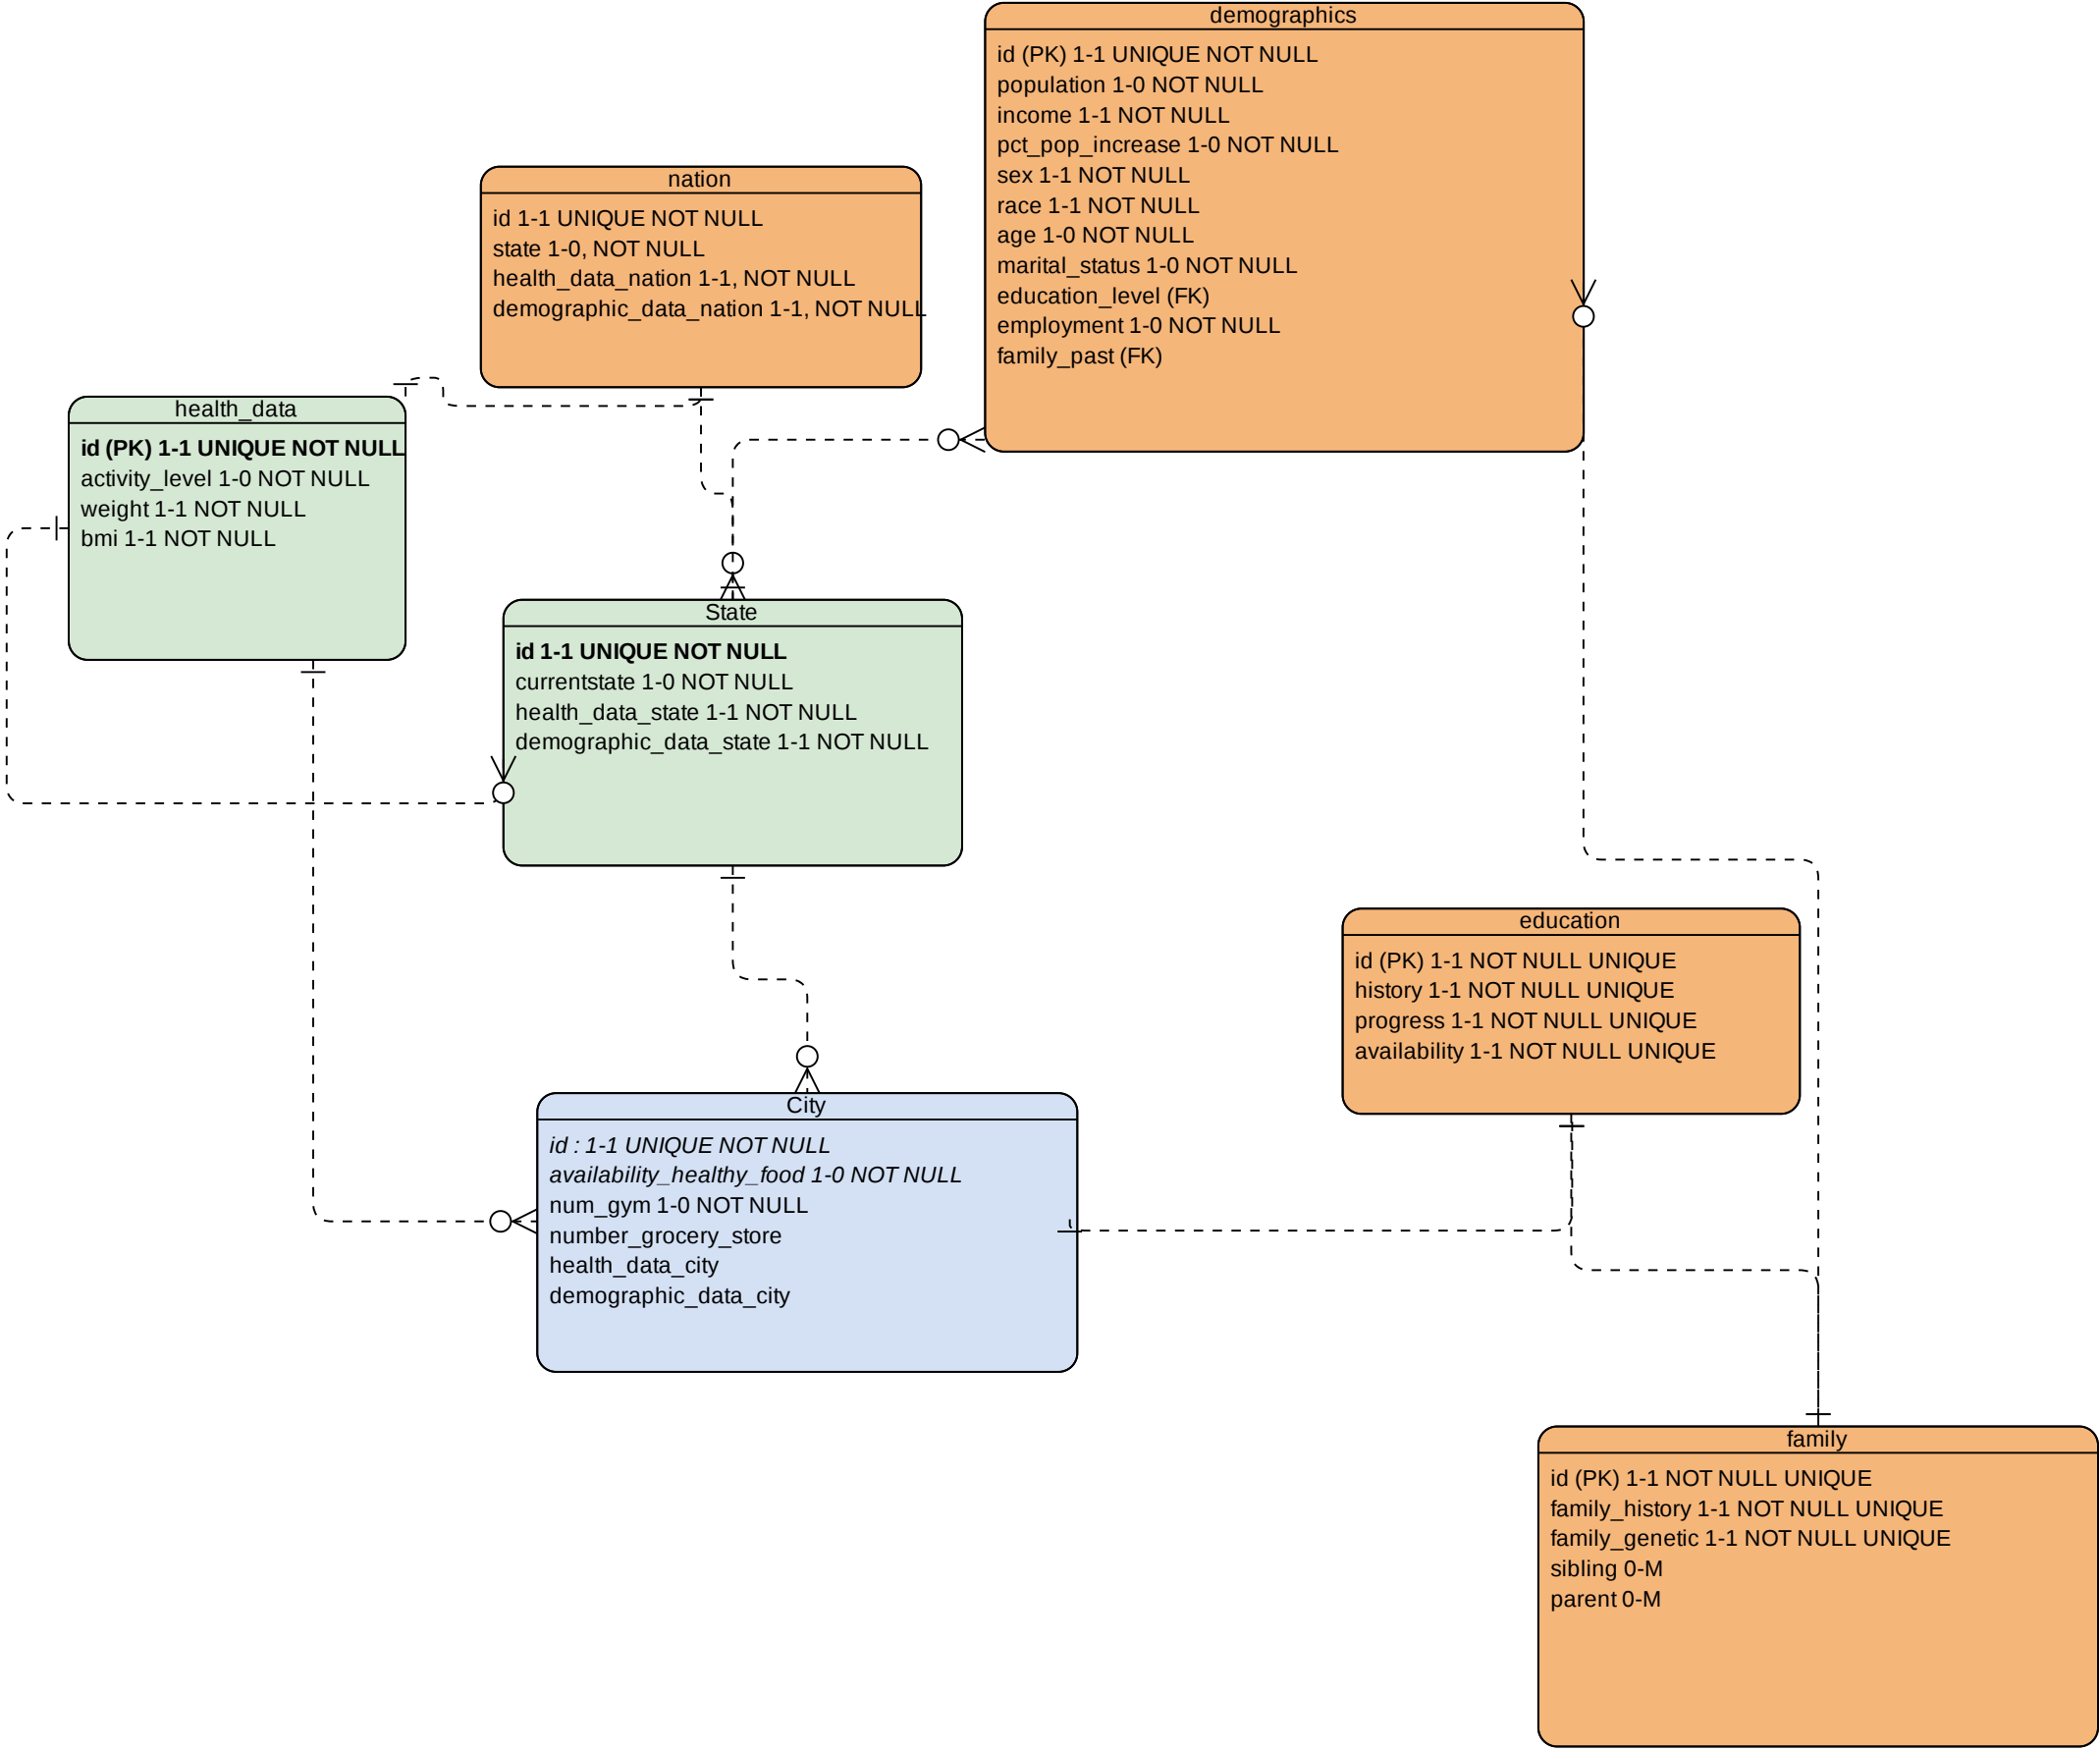 demographics
id (PK) 1-1 UNIQUE NOT NULL
population 1-0 NOT NULL
income 1-1 NOT NULL
pct_pop_increase 1-0 NOT NULL
sex 1-1 NOT NULL
race 1-1 NOT NULL
age 1-0 NOT NULL
marital_status 1-0 NOT NULL
education_level (FK)
employment 1-0 NOT NULL
family_past (FK)
nation
id 1-1 UNIQUE NOT NULL
state 1-0, NOT NULL
health_data_nation 1-1, NOT NULL
demographic_data_nation 1-1, NOT NULL
health_data
id (PK) 1-1 UNIQUE NOT NULL
activity_level 1-0 NOT NULL
weight 1-1 NOT NULL
bmi 1-1 NOT NULL
State
id 1-1 UNIQUE NOT NULL
currentstate 1-0 NOT NULL
health_data_state 1-1 NOT NULL
demographic_data_state 1-1 NOT NULL
education
id (PK) 1-1 NOT NULL UNIQUE
history 1-1 NOT NULL UNIQUE
progress 1-1 NOT NULL UNIQUE
availability 1-1 NOT NULL UNIQUE
City
id : 1-1 UNIQUE NOT NULL
availability_healthy_food 1-0 NOT NULL
num_gym 1-0 NOT NULL
number_grocery_store
health_data_city
demographic_data_city
family
id (PK) 1-1 NOT NULL UNIQUE
family_history 1-1 NOT NULL UNIQUE
family_genetic 1-1 NOT NULL UNIQUE
sibling 0-M
parent 0-M